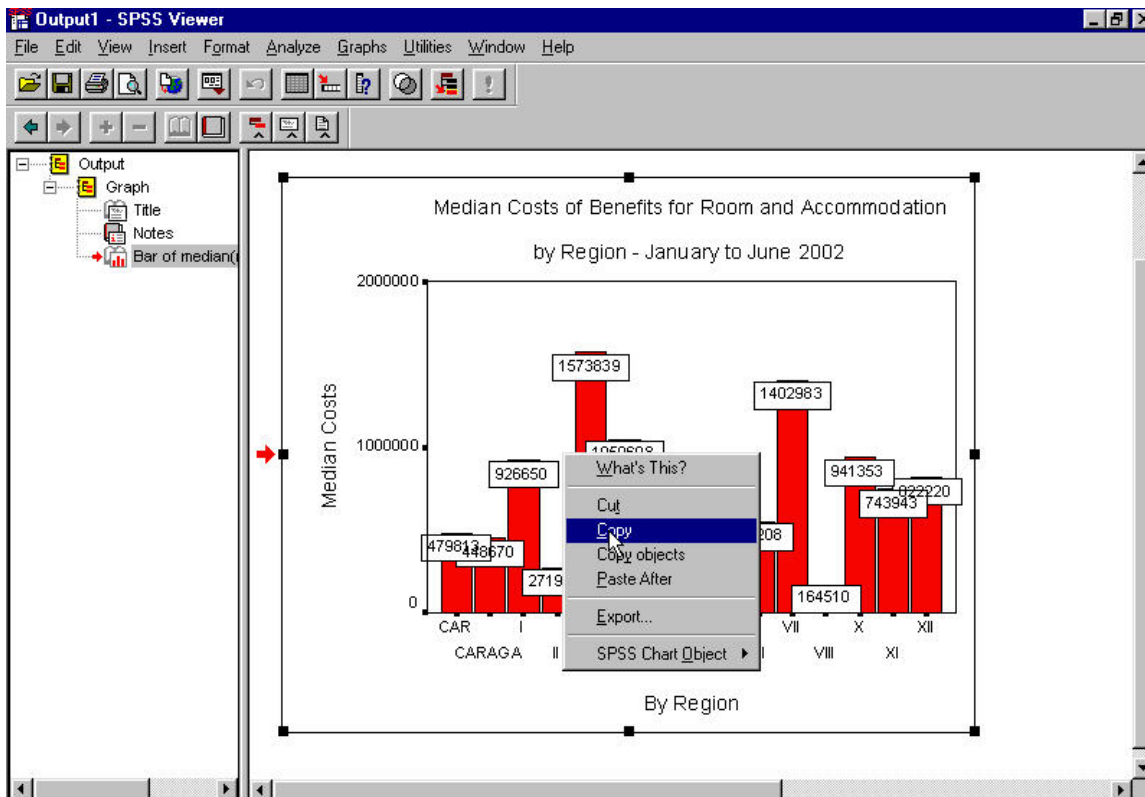 Output1 - SPSS Viewer
File Edit View Insert Format Analyze Graphs Utilities Window Help
Output
Graph
Title
Notes
Bar of median(
Median Costs of Benefits for Room and Accommodation
by Region - January to June 2002
2000000
1000000
0
Median Costs
1573839
1402983
926650
941353
822220
743943
479813
448670
2719
208
164510
What's This?
Cut
Copy
Copy objects
Paste After
Export...
SPSS Chart Object
CAR I VII X XII
CARAGA II I VIII XI
By Region